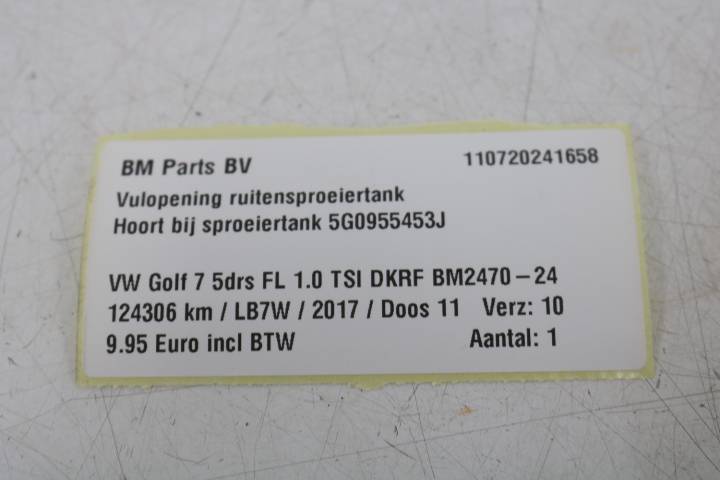 BM Parts BV 110720241658
Vulopening ruitensproeiertank
Hoort bij sproeiertank 5G0955453J
VW Golf 7 5drs FL 1.0 TSI DKRF BM2470-24
124306 km / LB7W / 2017 / Doos 11 Verz: 10
9.95 Euro incl BTW Aantal: 1